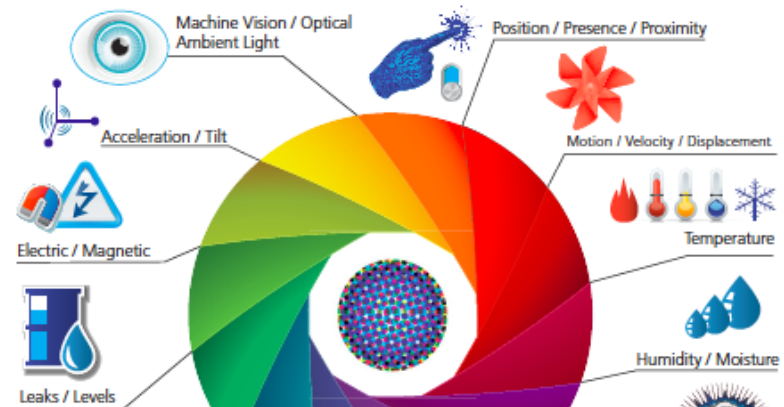 Machine Vision / Optical
Ambient Light
Position / Presence / Proximity
Acceleration / Tilt
Motion / Velocity / Displacement
Electric / Magnetic
Temperature
Leaks / Levels
Humidity / Moisture